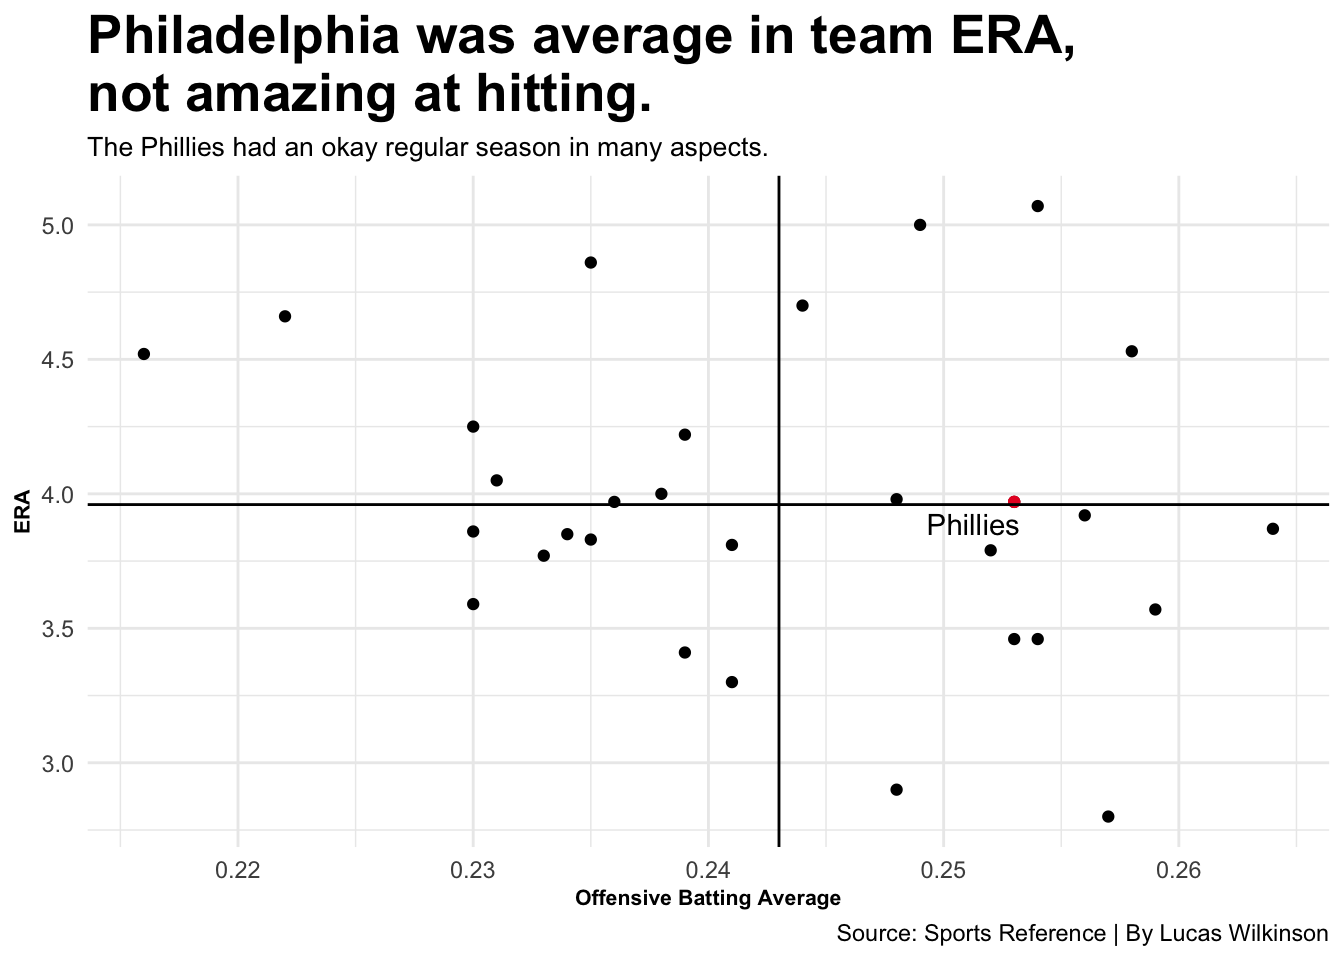 Philadelphia was average in team ERA,
not amazing at hitting.
The Phillies had an okay regular season in many aspects.
5.0
4.5
4.0
3.5
3.0
ERA
Phillies
0.22 0.23 0.24 0.25 0.26
Offensive Batting Average
Source: Sports Reference | By Lucas Wilkinson